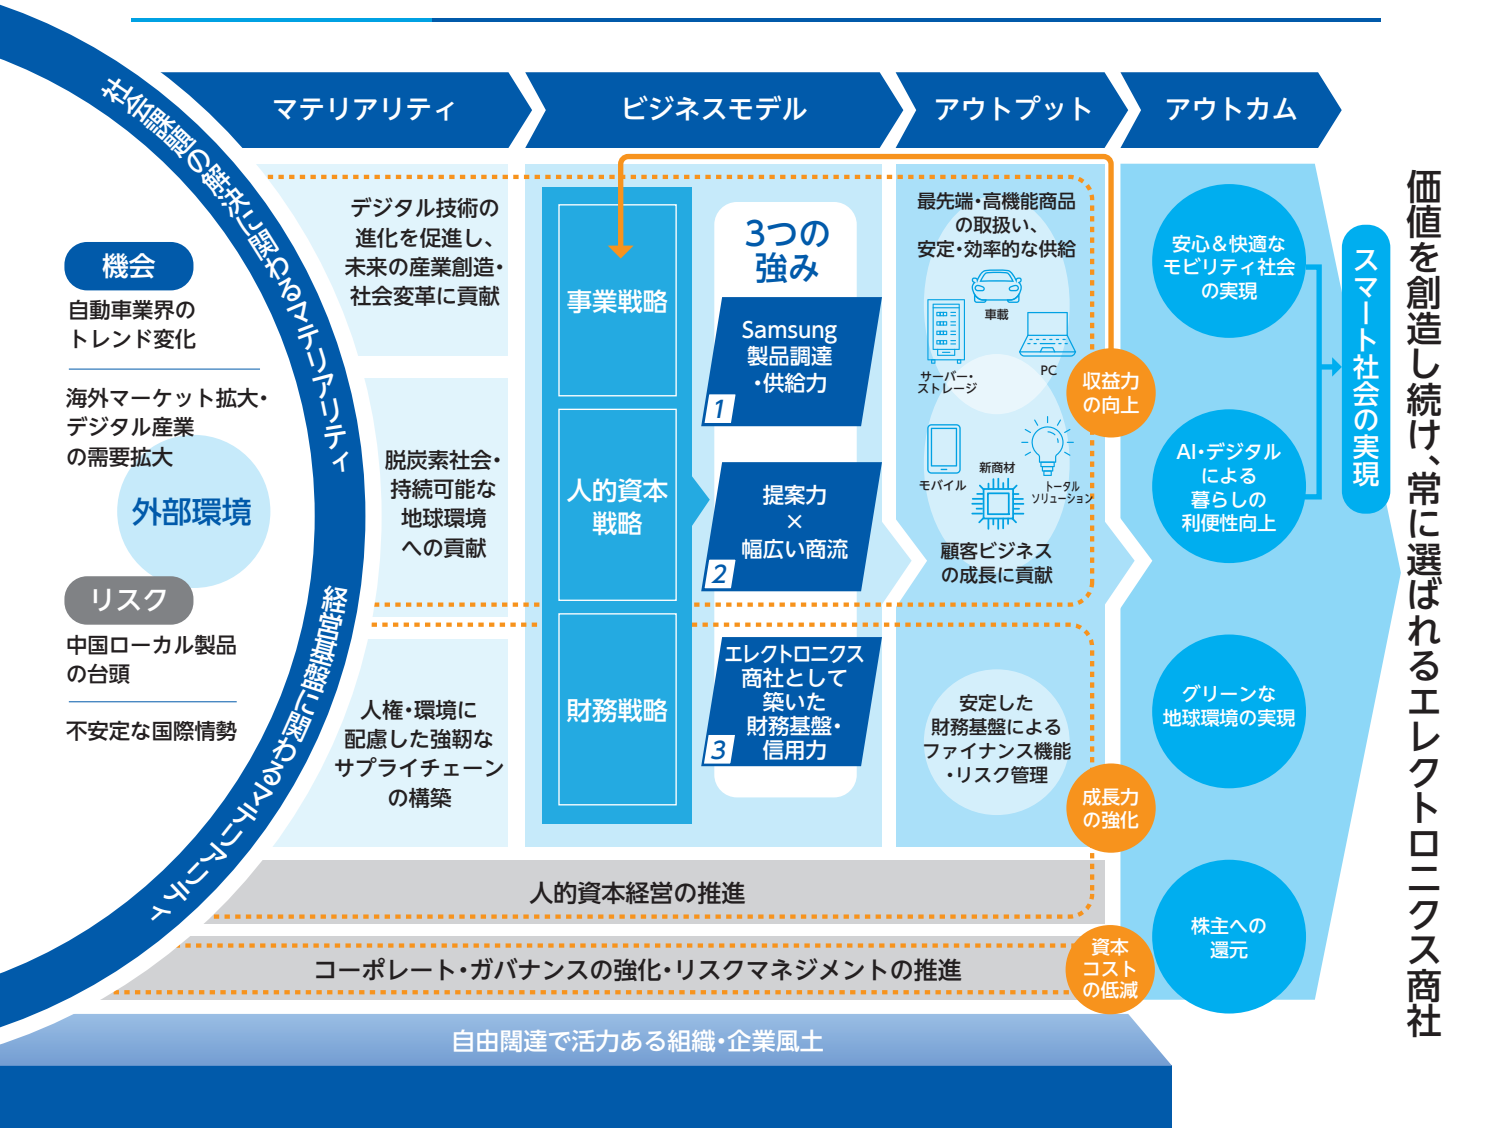 マテリアリティ
ビジネスモデル
アウトプット
アウトカム
社会課題の解決に関わるマテリアリティ
経営基盤に関わるマテリアリティ
機会
自動車業界の
トレンド変化
海外マーケット拡大・
デジタル産業
の需要拡大
外部環境
リスク
中国ローカル製品
の台頭
不安定な国際情勢
デジタル技術の
進化を促進し、
未来の産業創造・
社会変革に貢献
脱炭素社会・
持続可能な
地球環境
への貢献
人権・環境に
配慮した強靭な
サプライチェーン
の構築
事業戦略
人的資本
戦略
財務戦略
3つの
強み
Samsung
製品調達
・供給力
1
提案力
×
幅広い商流
2
エレクトロニクス
商社として
築いた
財務基盤・
信用力
3
最先端・高機能商品
の取扱い、
安定・効率的な供給
車載
サーバー・
ストレージ
PC
モバイル
新商材
トータル
ソリューション
顧客ビジネス
の成長に貢献
安定した
財務基盤による
ファイナンス機能
・リスク管理
収益力
の向上
成長力
の強化
資本
コスト
の低減
安心&快適な
モビリティ社会
の実現
AI・デジタル
による
暮らしの
利便性向上
グリーンな
地球環境の実現
株主への
還元
スマート社会の実現
価値を創造し続け、常に選ばれるエレクトロニクス商社
人的資本経営の推進
コーポレート・ガバナンスの強化・リスクマネジメントの推進
自由闊達で活力ある組織・企業風土